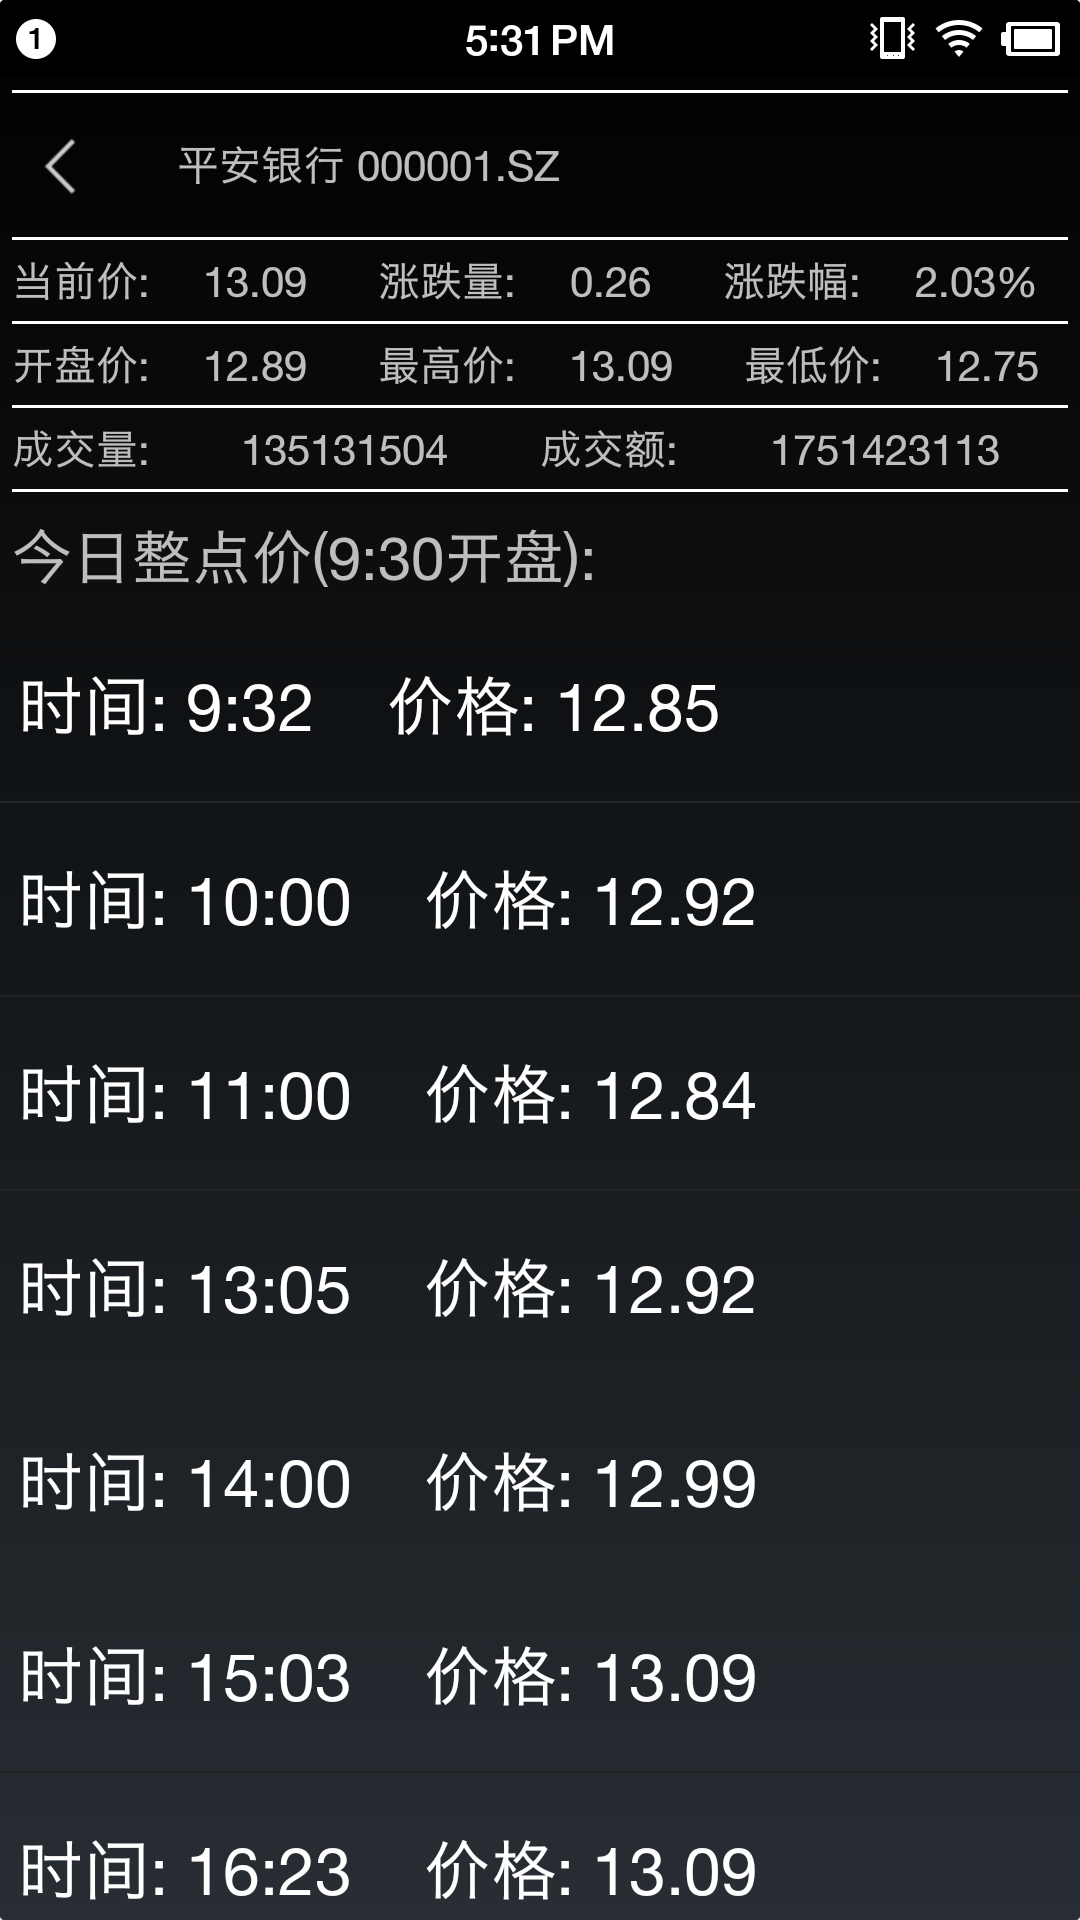 1 5:31 PM
平安银行 000001.SZ
当前价: 13.09 涨跌量: 0.26 涨跌幅: 2.03%
开盘价: 12.89 最高价: 13.09 最低价: 12.75
成交量: 135131504 成交额: 1751423113
今日整点价(9:30开盘):
时间: 9:32 价格: 12.85
时间: 10:00 价格: 12.92
时间: 11:00 价格: 12.84
时间: 13:05 价格: 12.92
时间: 14:00 价格: 12.99
时间: 15:03 价格: 13.09
时间: 16:23 价格: 13.09